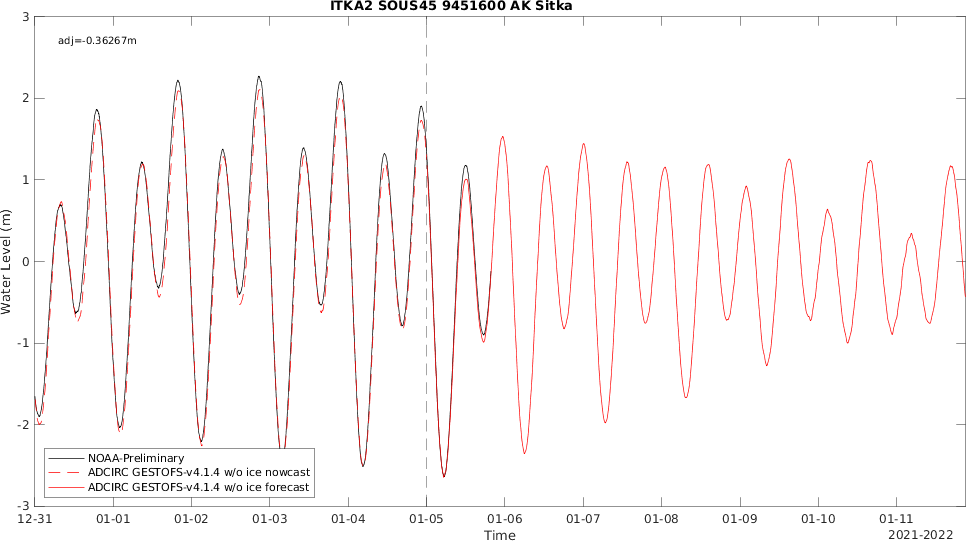 ITKA2 SOUS45 9451600 AK Sitka
adj=-0.36267m
3
2
1
0
-1
-2
-3
Water Level (m)
NOAA-Preliminary
ADCIRC GESTOFS-v4.1.4 w/o ice nowcast
ADCIRC GESTOFS-v4.1.4 w/o ice forecast
12-31 01-01 01-02 01-03 01-04 01-05 01-06 01-07 01-08 01-09 01-10 01-11
Time
2021-2022